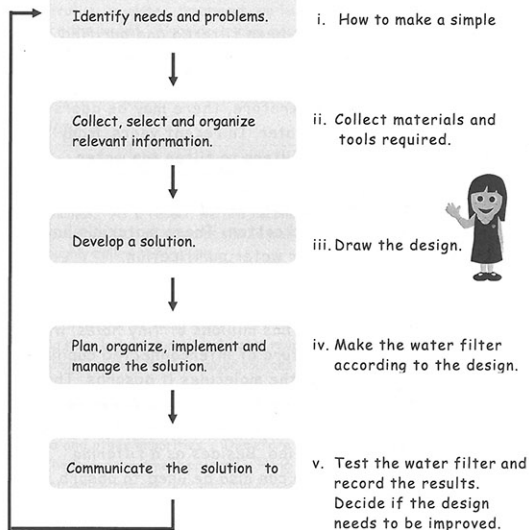 Identify needs and problems.
i. How to make a simple
Collect, select and organize
relevant information.
ii. Collect materials and
tools required.
Develop a solution.
iii. Draw the design.
Plan, organize, implement and
manage the solution.
iv. Make the water filter
according to the design.
Communicate the solution to
v. Test the water filter and
record the results.
Decide if the design
needs to be improved.